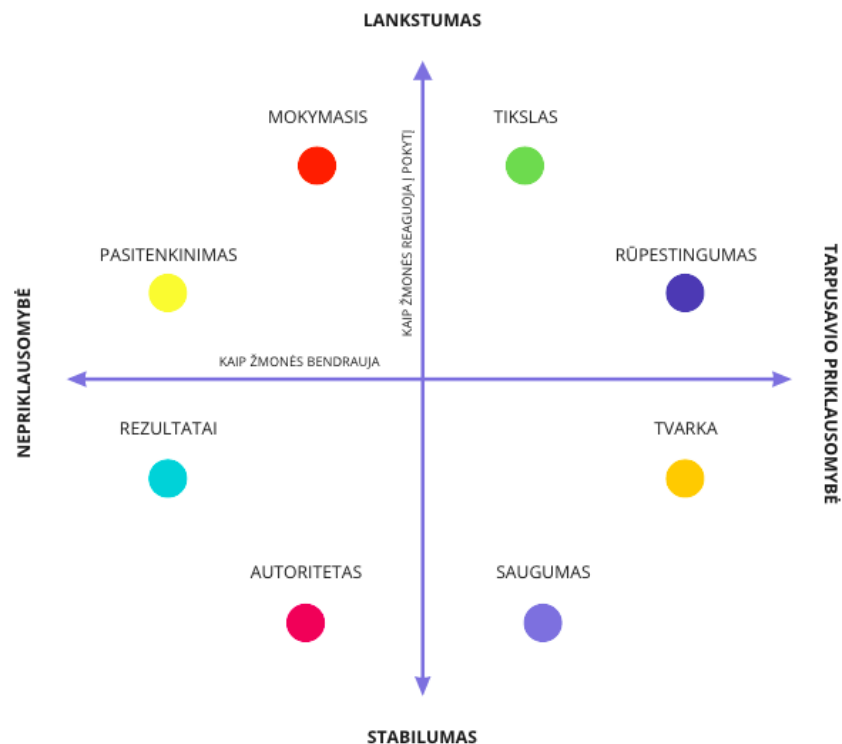 LANKSTUMAS
MOKYMASIS
TIKSLAS
KAIP ŽMONĖS REAGUOJA Į POKYTĮ
PASITENKINIMAS
RŪPESTINGUMAS
NEPRIKLAUSOMYBĖ
TARPUSAVIO PRIKLAUSOMYBĖ
KAIP ŽMONĖS BENDRAUJA
REZULTATAI
TVARKA
AUTORITETAS
SAUGUMAS
STABILUMAS